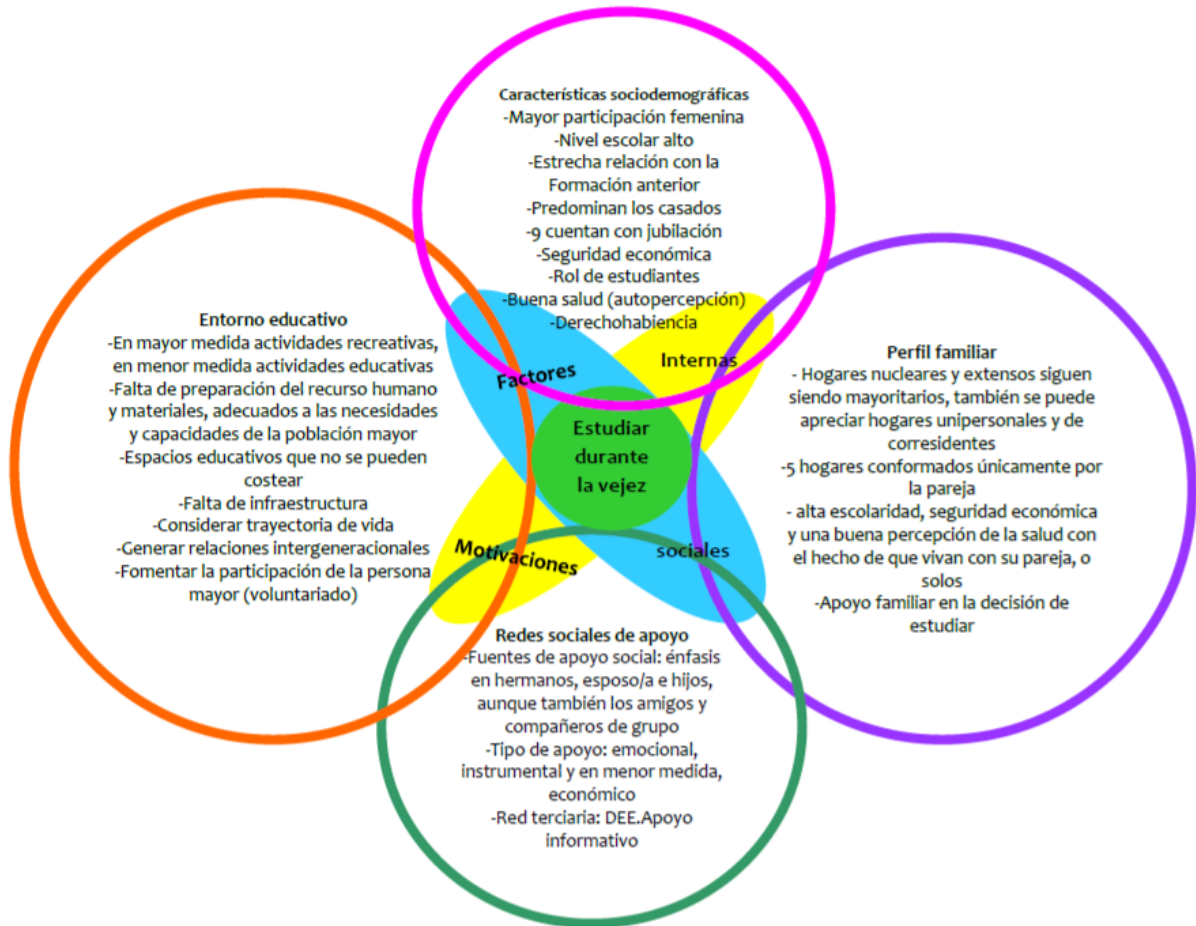 Características sociodemográficas
-Mayor participación femenina
-Nivel escolar alto
-Estrecha relación con la
Formación anterior
-Predominan los casados
-9 cuentan con jubilación
-Seguridad económica
-Rol de estudiantes
-Buena salud (autopercepción)
-Derechohabiencia
Entorno educativo
-En mayor medida actividades recreativas,
en menor medida actividades educativas
-Falta de preparación del recurso humano
y materiales, adecuados a las necesidades
y capacidades de la población mayor
-Espacios educativos que no se pueden
costear
-Falta de infraestructura
-Considerar trayectoria de vida
-Generar relaciones intergeneracionales
-Fomentar la participación de la persona
mayor (voluntariado)
Factores
Internas
Estudiar
durante
la vejez
Motivaciones
sociales
Perfil familiar
- Hogares nucleares y extensos siguen
siendo mayoritarios, también se puede
apreciar hogares unipersonales y de
corresidentes
-5 hogares conformados únicamente por
la pareja
- alta escolaridad, seguridad económica
y una buena percepción de la salud con
el hecho de que vivan con su pareja, o
solos
-Apoyo familiar en la decisión de
estudiar
Redes sociales de apoyo
-Fuentes de apoyo social: énfasis
en hermanos, esposo/a e hijos,
aunque también los amigos y
compañeros de grupo
-Tipo de apoyo: emocional,
instrumental y en menor medida,
económico
-Red terciaria: DEE.Apoyo
informativo